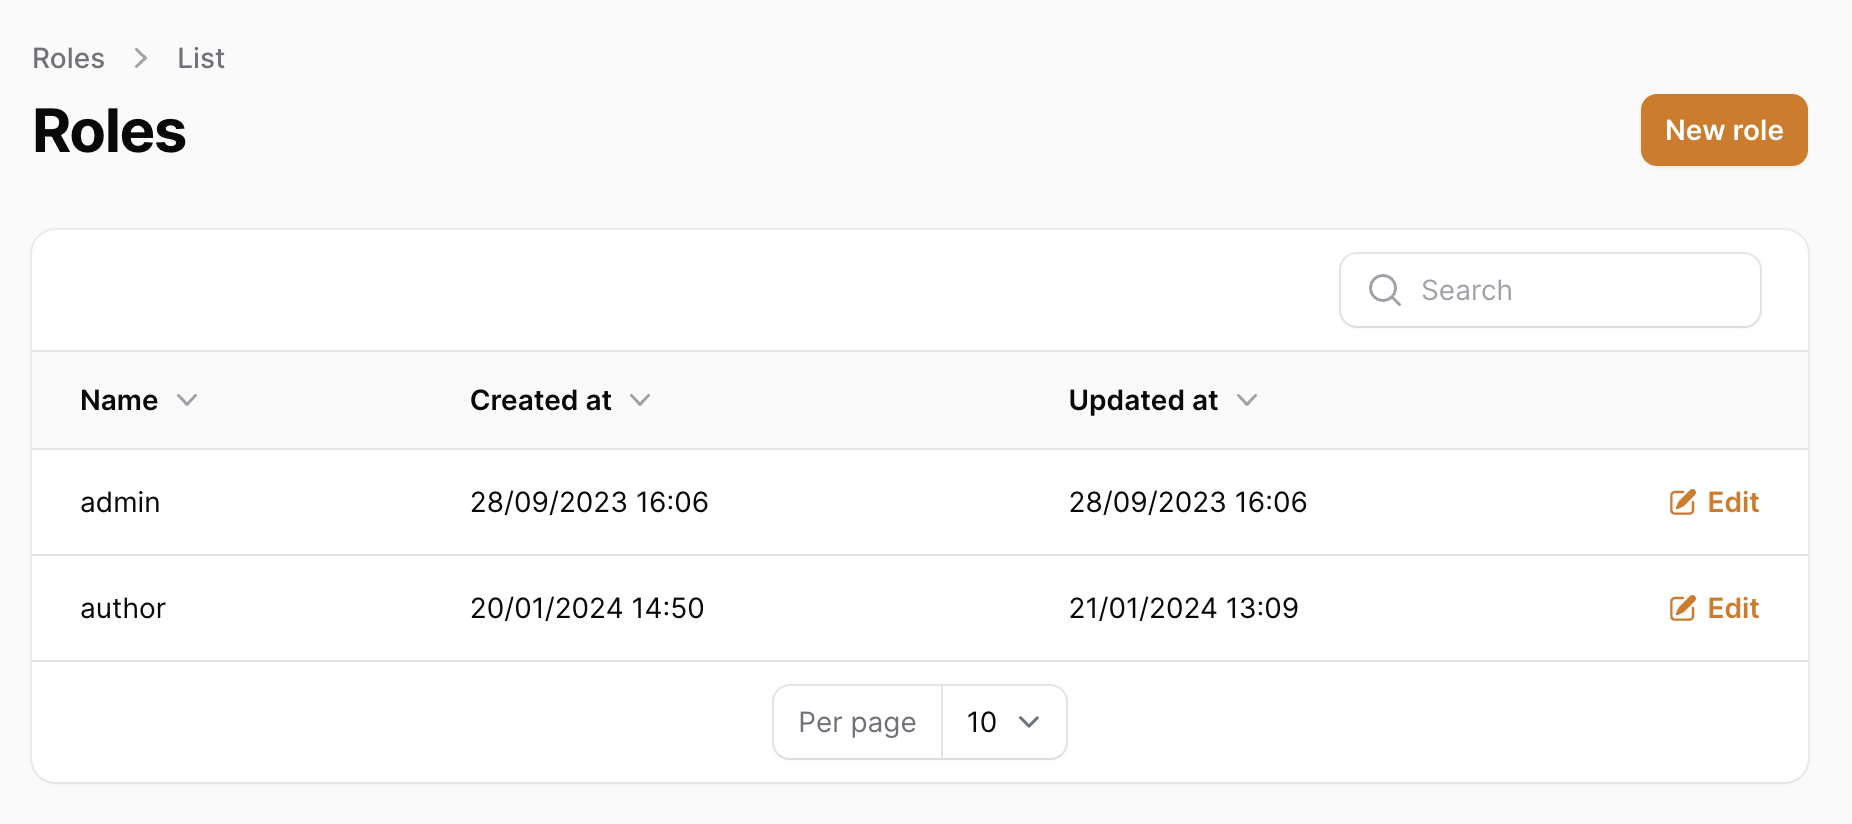 Roles List
Roles
New role
Search
Name Created at Updated at
admin 28/09/2023 16:06 28/09/2023 16:06 Edit
author 20/01/2024 14:50 21/01/2024 13:09 Edit
Per page 10